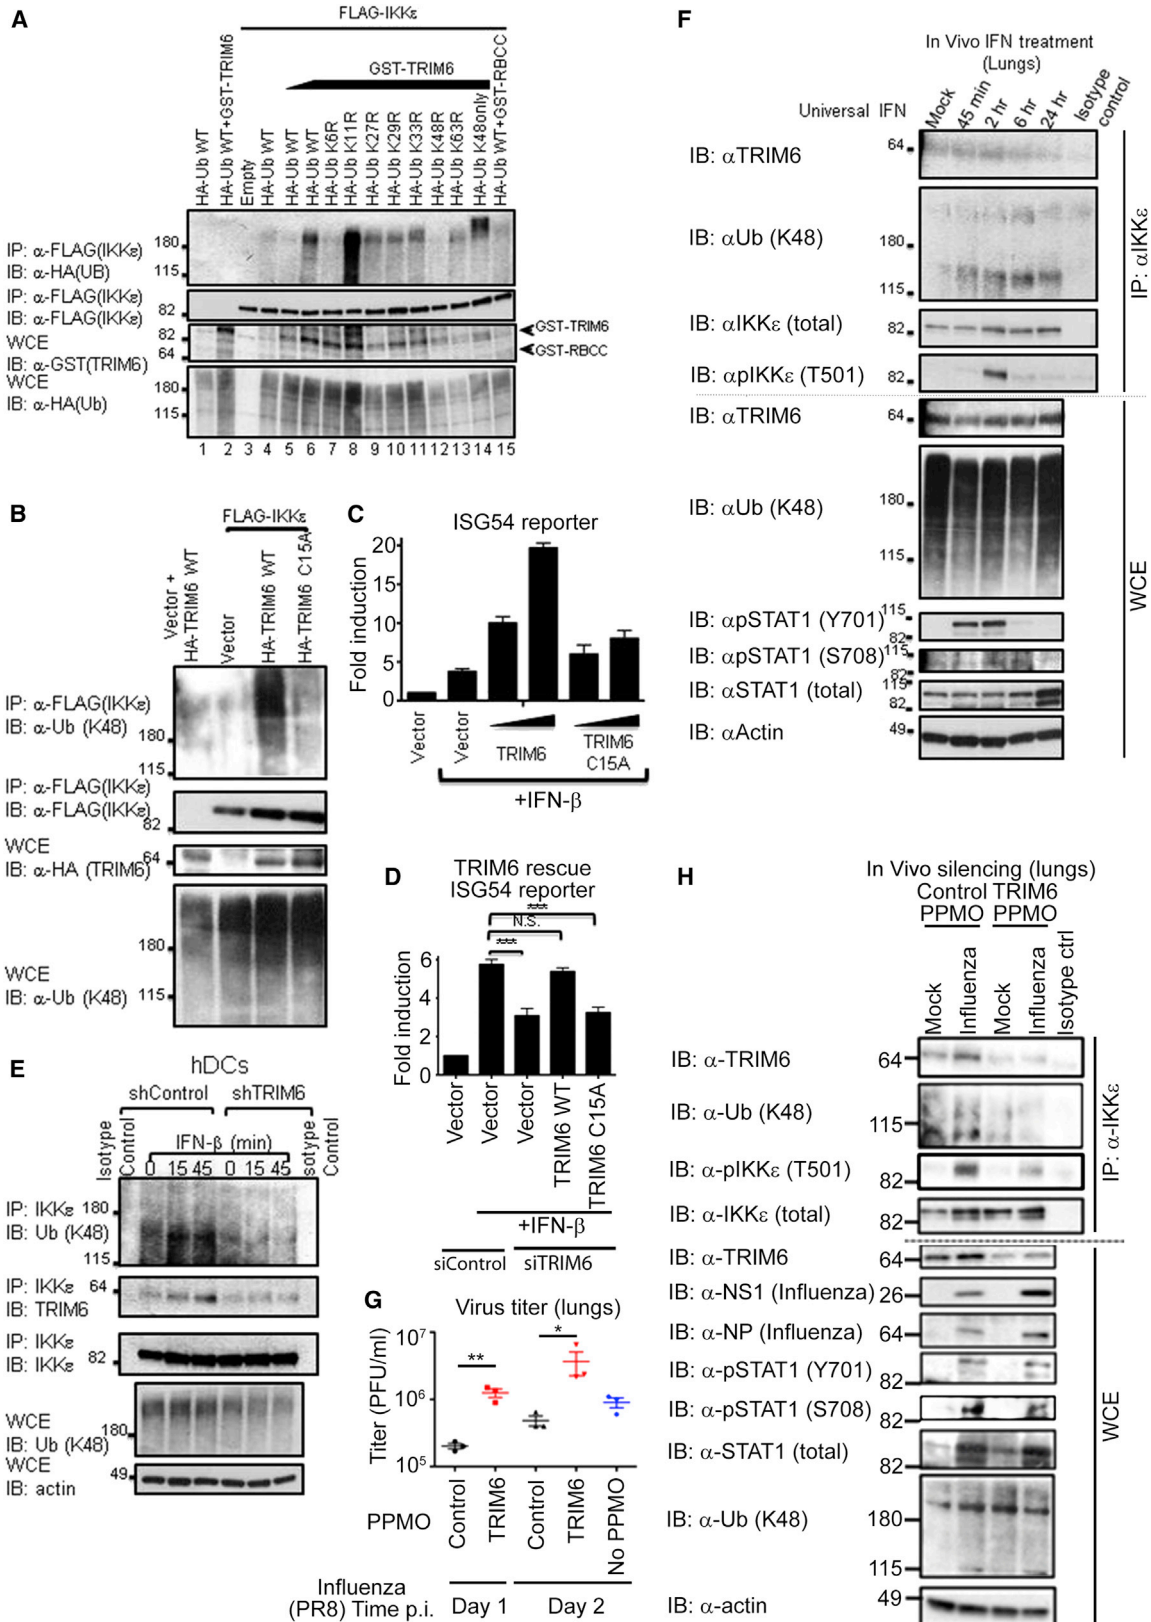 A
FLAG-IKKε
GST-TRIM6
HA-Ub WT
HA-Ub WT+GST-TRIM6
Empty
HA-Ub WT
HA-Ub WT
HA-Ub WT
HA-Ub K6R
HA-Ub K11R
HA-Ub K27R
HA-Ub K29R
HA-Ub K33R
HA-Ub K48R
HA-Ub K63R
HA-Ub K48only
HA-Ub WT+GST-RBCC
IP: α-FLAG(IKKε)
IB: α-HA(UB)
180
115
IP: α-FLAG(IKKε)
IB: α-FLAG(IKKε)
82
WCE
IB: α-GST(TRIM6)
82
64
GST-TRIM6
GST-RBCC
WCE
IB: α-HA(Ub)
180
115
1 2 3 4 5 6 7 8 9 10 11 12 13 14 15
B
FLAG-IKKε
Vector +
HA-TRIM6 WT
Vector
HA-TRIM6 WT
HA-TRIM6 C15A
IP: α-FLAG(IKKε)
IB: α-Ub (K48)
180
115
IP: α-FLAG(IKKε)
IB: α-FLAG(IKKε)
82
WCE
IB: α-HA (TRIM6)
64
180
WCE
IB: α-Ub (K48)
115
C
ISG54 reporter
Fold induction
20
15
10
5
0
Vector
Vector
TRIM6
TRIM6
C15A
+IFN-β
D
TRIM6 rescue
ISG54 reporter
***
N.S.
***
Fold induction
6
4
2
0
Vector
Vector
Vector
TRIM6 WT
TRIM6 C15A
+IFN-β
siControl siTRIM6
E
hDCs
shControl shTRIM6
Isotype
Control
IFN-β (min)
0 15 45 0 15 45
Isotype
Control
IP: IKKε
IB: Ub (K48)
180
115
IP: IKKε
IB: TRIM6
64
IP: IKKε
IB: IKKε
82
WCE
IB: Ub (K48)
180
WCE
IB: actin
49
F
In Vivo IFN treatment
(Lungs)
Universal IFN
Mock
45 min
2 hr
6 hr
24 hr
Isotype
control
IB: αTRIM6
64
IB: αUb (K48)
180
115
IB: αIKKε (total)
82
IB: αpIKKε (T501)
82
IP: αIKKε
IB: αTRIM6
64
IB: αUb (K48)
180
115
IB: αpSTAT1 (Y701)
115
82
IB: αpSTAT1 (S708)
115
82
IB: αSTAT1 (total)
115
82
IB: αActin
49
WCE
G
Virus titer (lungs)
Titer (PFU/ml)
10⁷
10⁶
10⁵
**
*
PPMO
Control
TRIM6
Control
TRIM6
No PPMO
Influenza
(PR8) Time p.i.
Day 1
Day 2
H
In Vivo silencing (lungs)
Control TRIM6
PPMO PPMO
Mock
Influenza
Mock
Influenza
Isotype ctrl
IB: α-TRIM6
64
IB: α-Ub (K48)
115
IB: α-pIKKε (T501)
82
IB: α-IKKε (total)
82
IP: α-IKKε
IB: α-TRIM6
64
IB: α-NS1 (Influenza)
26
IB: α-NP (Influenza)
64
IB: α-pSTAT1 (Y701)
82
IB: α-pSTAT1 (S708)
82
IB: α-STAT1 (total)
82
IB: α-Ub (K48)
180
115
IB: α-actin
49
WCE